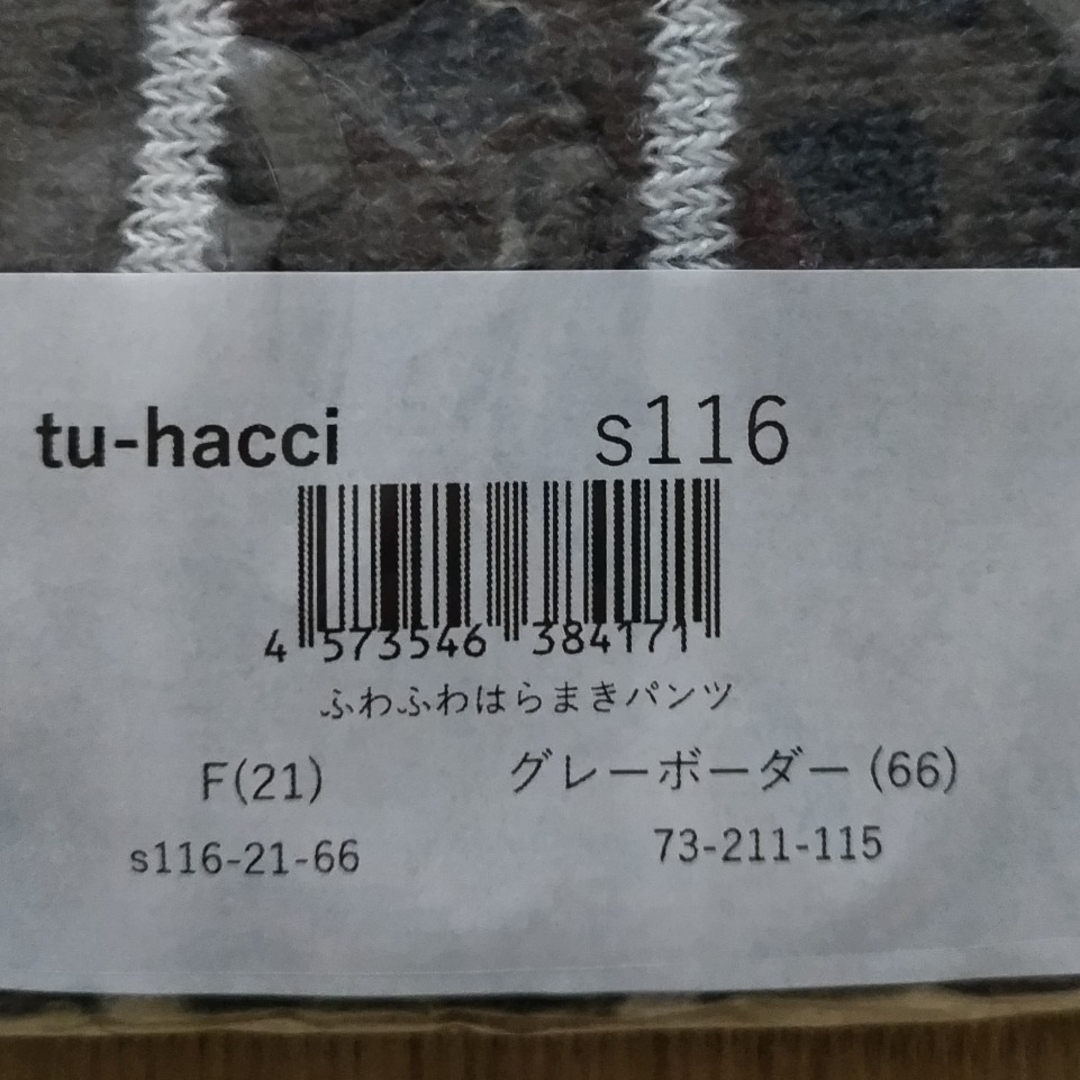 tu-hacci s116
4 573546 384171
ふわふわはらまきパンツ
F(21) グレーボーダー (66)
s116-21-66 73-211-115